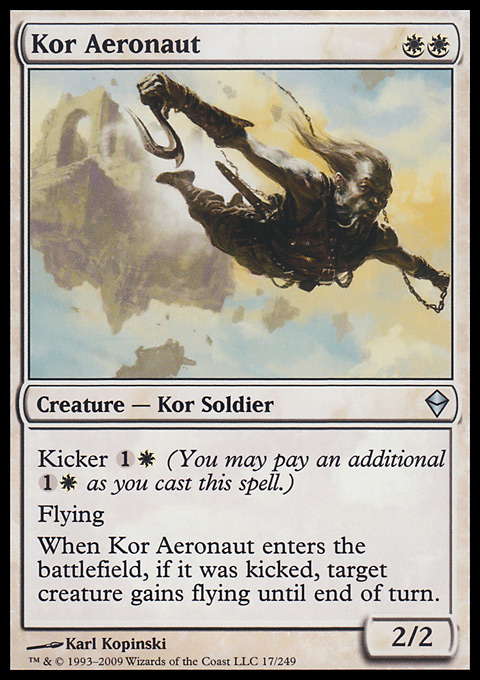 Kor Aeronaut
Creature — Kor Soldier
Kicker 1 (You may pay an additional
1 as you cast this spell.)
Flying
When Kor Aeronaut enters the
battlefield, if it was kicked, target
creature gains flying until end of turn.
Karl Kopinski
2/2
™ & © 1993–2009 Wizards of the Coast LLC 17/249